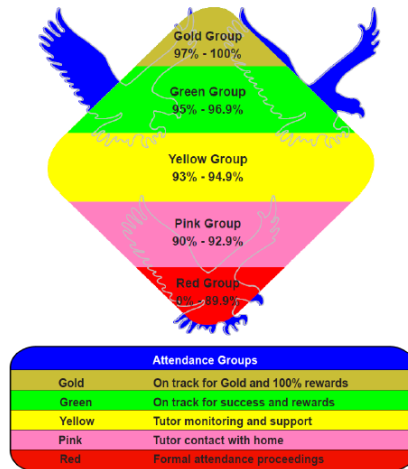 Gold Group
97% - 100%
Green Group
95% - 96.9%
Yellow Group
93% - 94.9%
Pink Group
90% - 92.9%
Red Group
0% - 89.9%
Attendance Groups
Gold On track for Gold and 100% rewards
Green On track for success and rewards
Yellow Tutor monitoring and support
Pink Tutor contact with home
Red Formal attendance proceedings